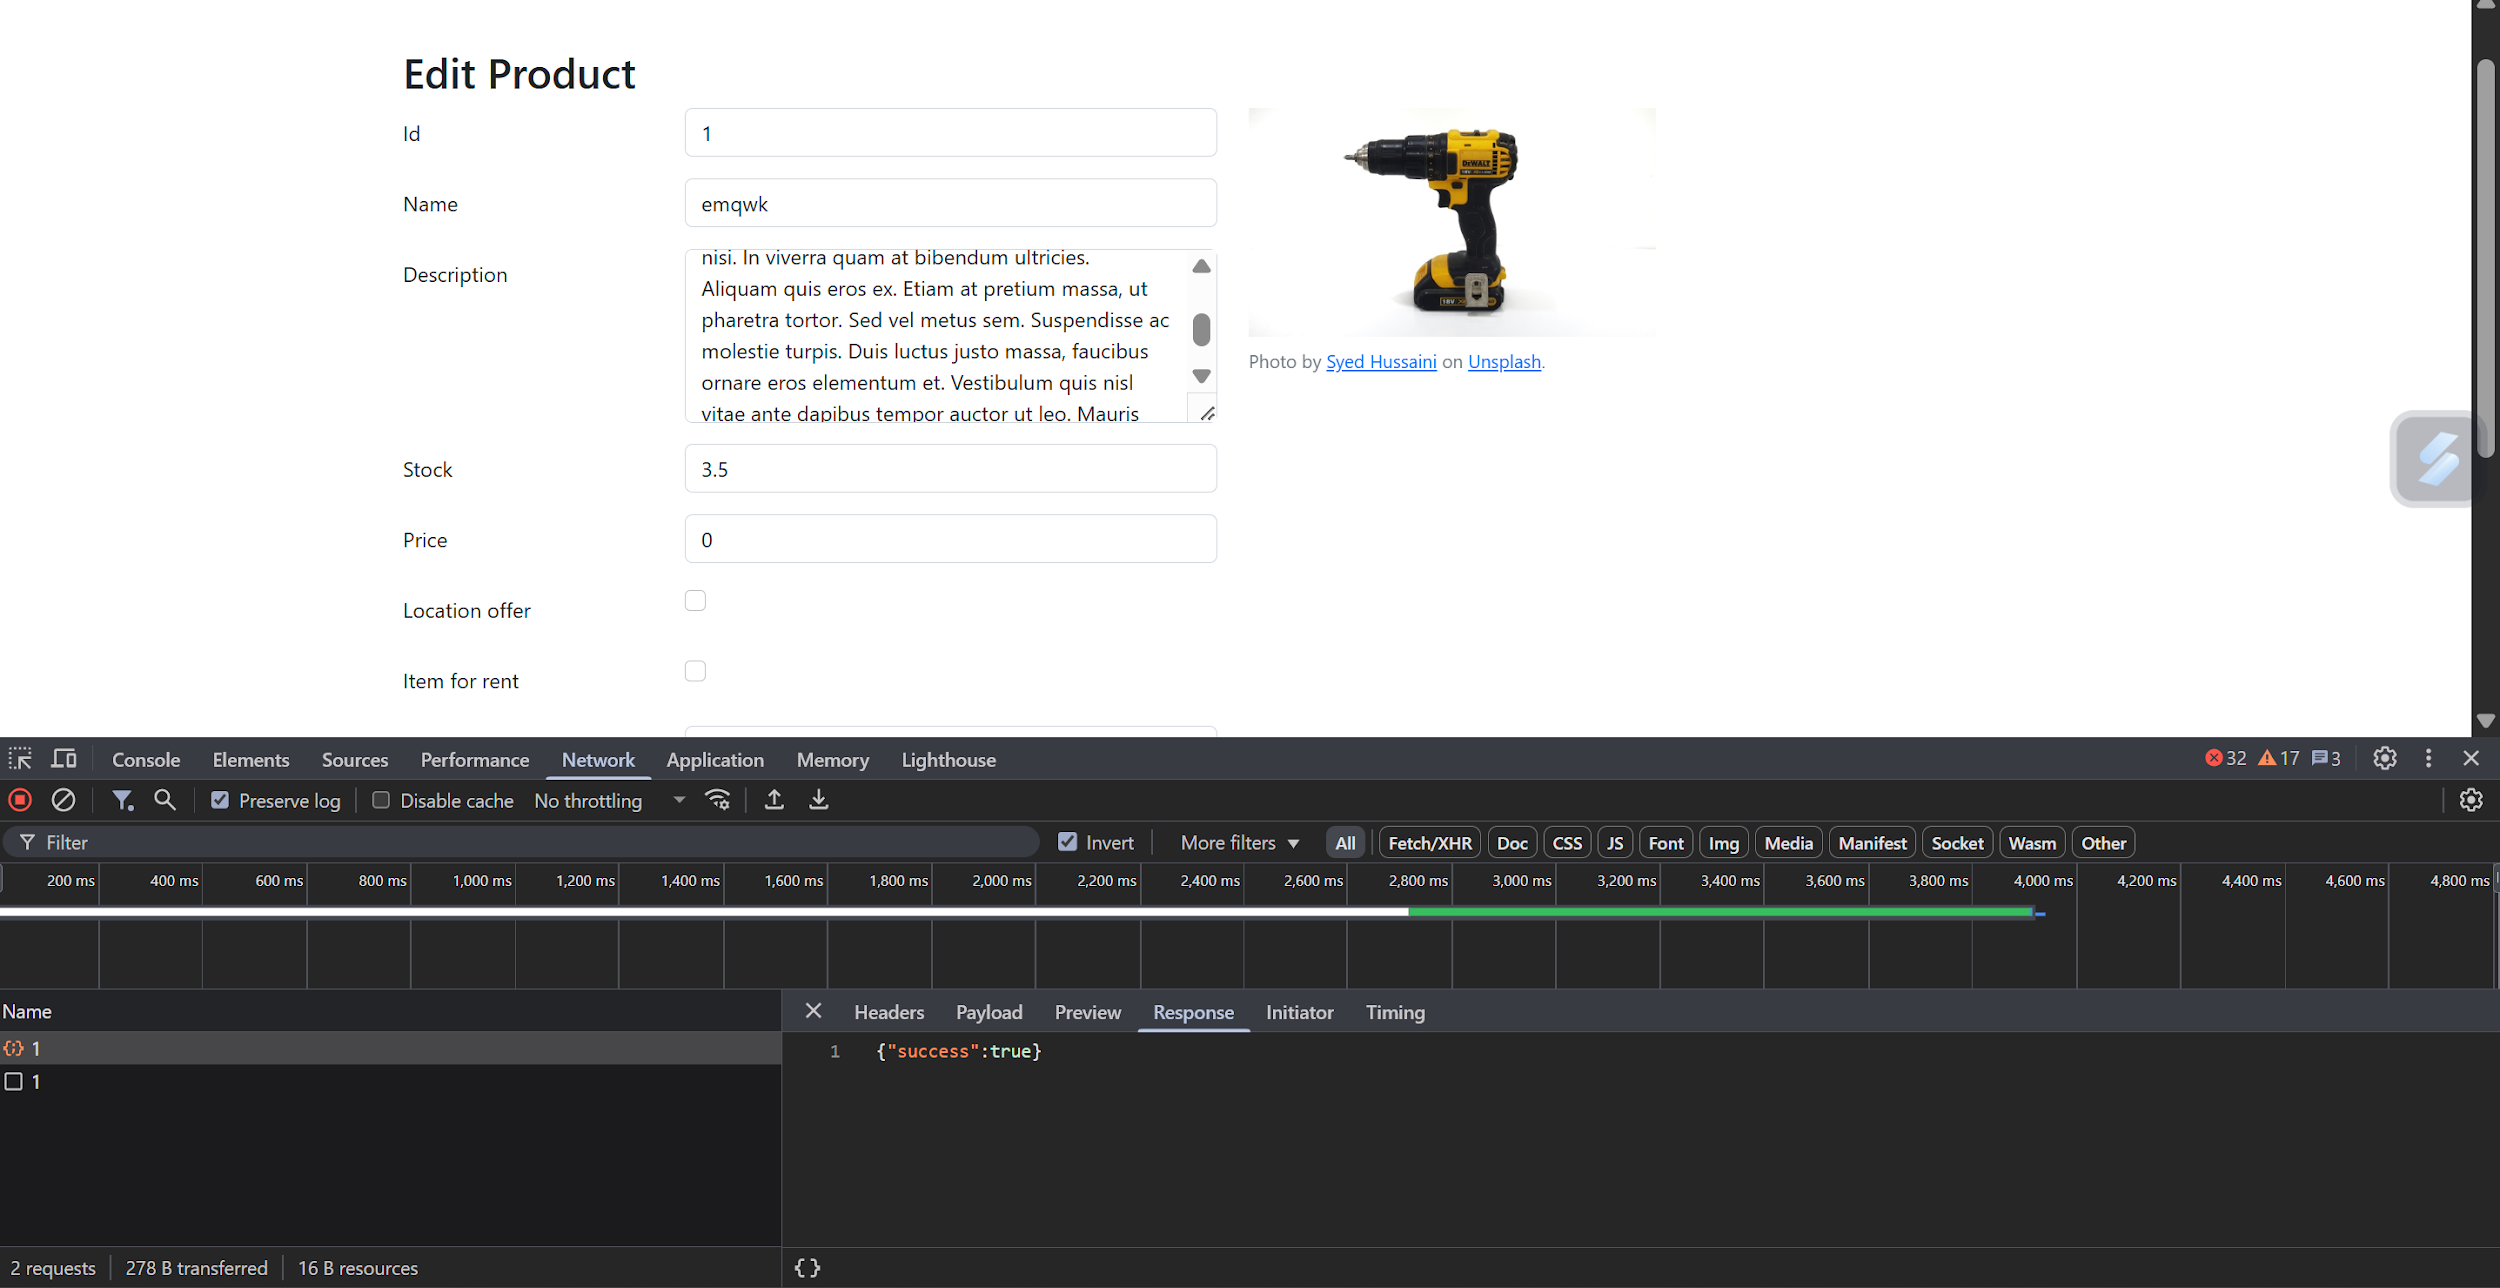 Edit Product
Id
1
Name
emqwk
Description
nisi. In viverra quam at bibendum ultricies.
Aliquam quis eros ex. Etiam at pretium massa, ut
pharetra tortor. Sed vel metus sem. Suspendisse ac
molestie turpis. Duis luctus justo massa, faucibus
ornare eros elementum et. Vestibulum quis nisl
vitae ante dapibus tempor auctor ut leo. Mauris
DEWALT
18V
Photo by Syed Hussaini on Unsplash.
Stock
3.5
Price
0
Location offer
Item for rent
Console Elements Sources Performance Network Application Memory Lighthouse 32 17 3
Preserve log Disable cache No throttling
Filter Invert More filters All Fetch/XHR Doc CSS JS Font Img Media Manifest Socket Wasm Other
200 ms 400 ms 600 ms 800 ms 1,000 ms 1,200 ms 1,400 ms 1,600 ms 1,800 ms 2,000 ms 2,200 ms 2,400 ms 2,600 ms 2,800 ms 3,000 ms 3,200 ms 3,400 ms 3,600 ms 3,800 ms 4,000 ms 4,200 ms 4,400 ms 4,600 ms 4,800 ms
Name
1
1
Headers Payload Preview Response Initiator Timing
1 {"success":true}
2 requests 278 B transferred 16 B resources